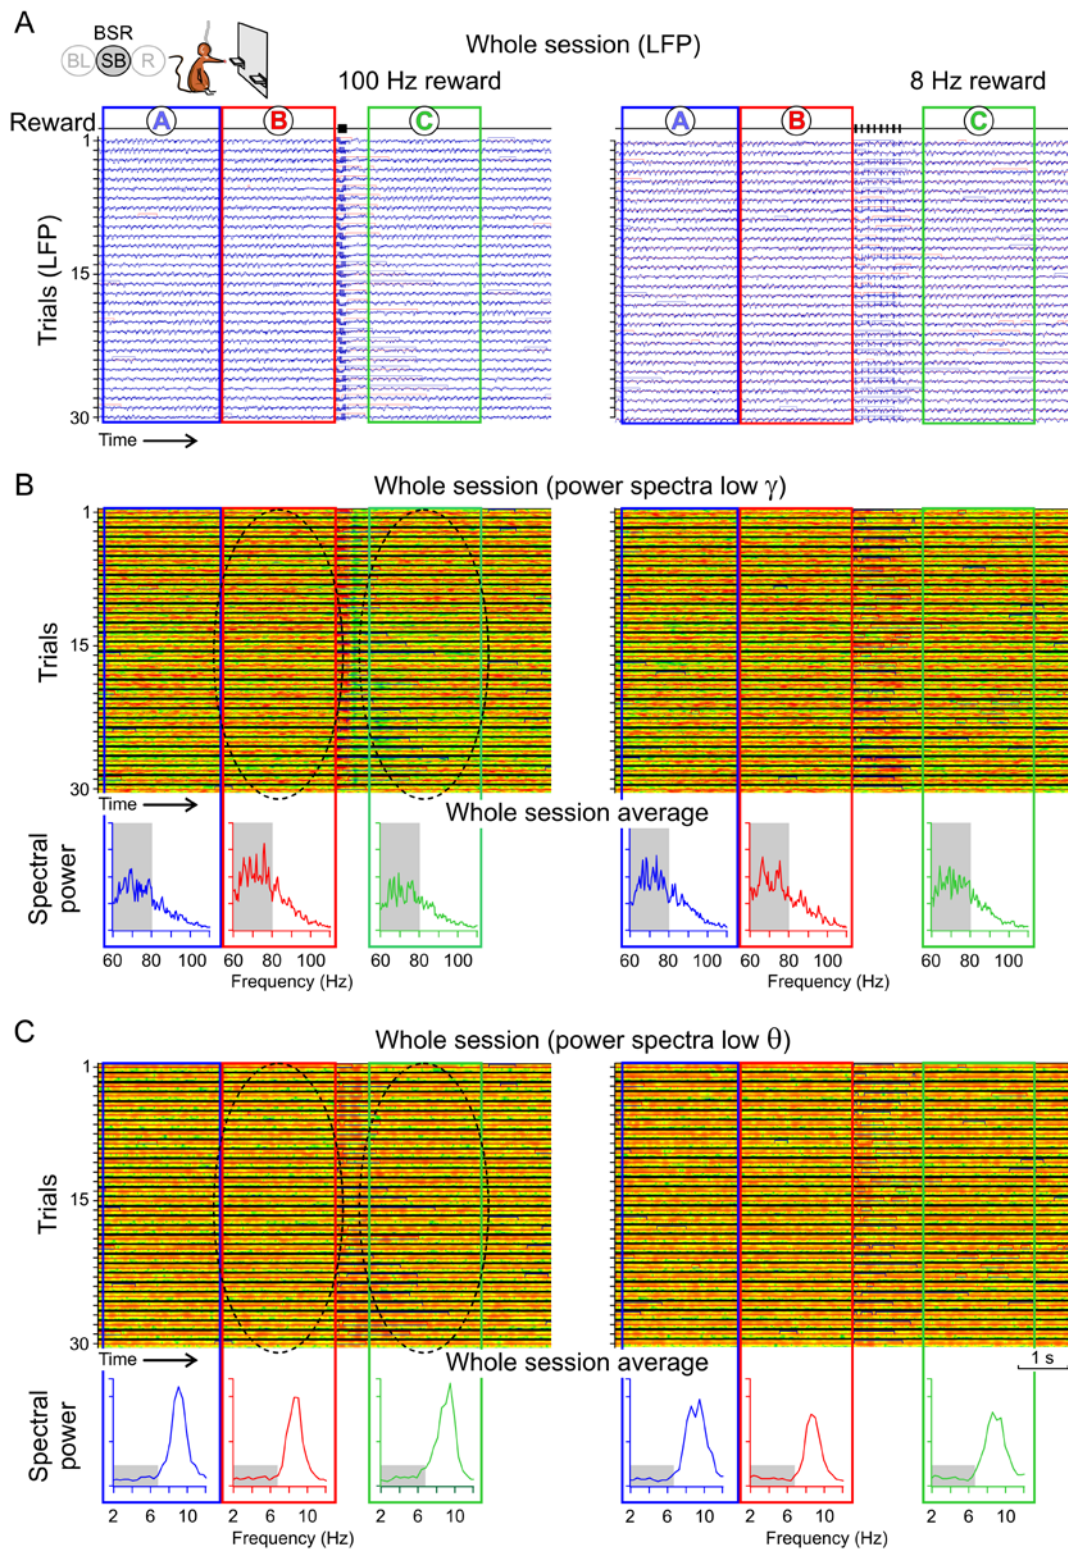 A
BSR
BL SB R
Whole session (LFP)
100 Hz reward
8 Hz reward
Reward
A B C
A B C
1
15
30
Trials (LFP)
Time
B
Whole session (power spectra low γ)
1
15
30
Trials
Time
Whole session average
Spectral power
60 80 100 60 80 100 60 80 100
60 80 100 60 80 100 60 80 100
Frequency (Hz)
Frequency (Hz)
C
Whole session (power spectra low θ)
1
15
30
Trials
Time
Whole session average
1 s
Spectral power
2 6 10 2 6 10 2 6 10
2 6 10 2 6 10 2 6 10
Frequency (Hz)
Frequency (Hz)